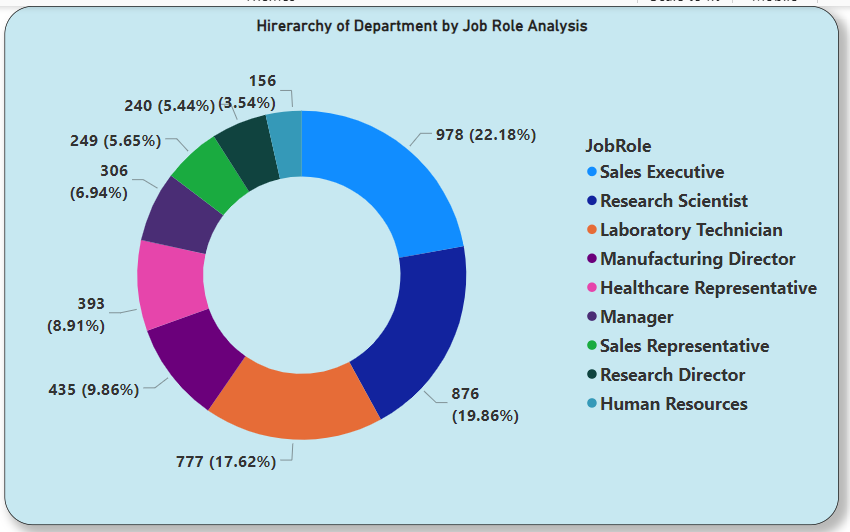 Hirerarchy of Department by Job Role Analysis
156
(3.54%)
240 (5.44%)
249 (5.65%)
306
(6.94%)
393
(8.91%)
435 (9.86%)
777 (17.62%)
876
(19.86%)
978 (22.18%)
JobRole
Sales Executive
Research Scientist
Laboratory Technician
Manufacturing Director
Healthcare Representative
Manager
Sales Representative
Research Director
Human Resources